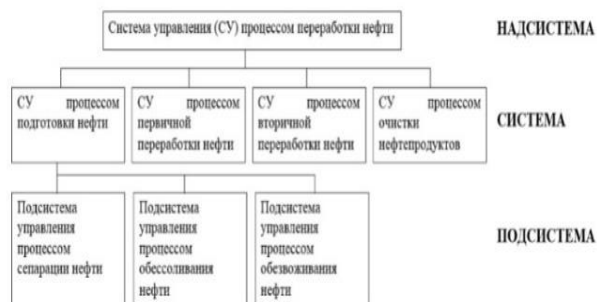 Система управления (СУ) процессом переработки нефти
НАДСИСТЕМА
СУ процессом
подготовки нефти
СУ процессом
первичной
переработки нефти
СУ процессом
вторичной
переработки нефти
СУ процессом
очистки
нефтепродуктов
СИСТЕМА
Подсистема
управления
процессом
сепарации нефти
Подсистема
управления
процессом
обессоливания
нефти
Подсистема
управления
процессом
обезвоживания
нефти
ПОДСИСТЕМА